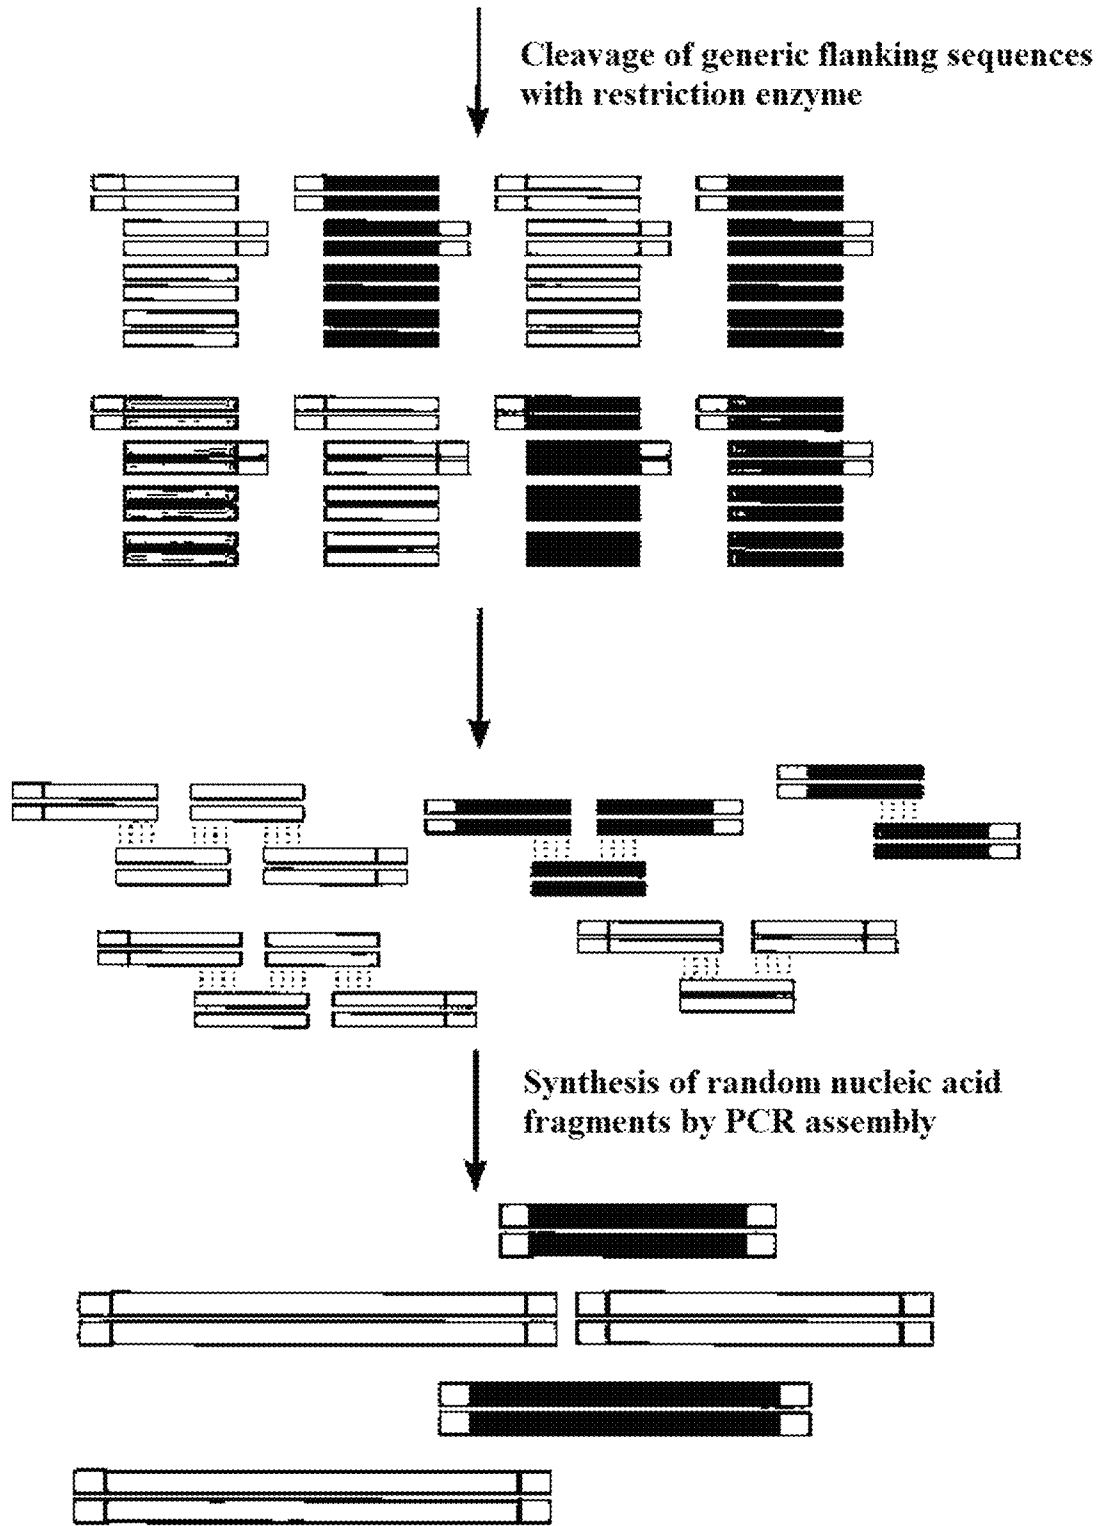 Cleavage of generic flanking sequences
with restriction enzyme
Synthesis of random nucleic acid
fragments by PCR assembly